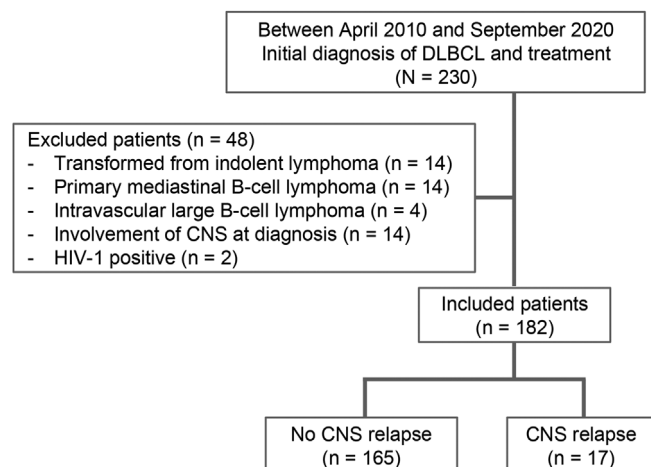 Between April 2010 and September 2020
Initial diagnosis of DLBCL and treatment
(N = 230)
Excluded patients (n = 48)
- Transformed from indolent lymphoma (n = 14)
- Primary mediastinal B-cell lymphoma (n = 14)
- Intravascular large B-cell lymphoma (n = 4)
- Involvement of CNS at diagnosis (n = 14)
- HIV-1 positive (n = 2)
Included patients
(n = 182)
No CNS relapse
(n = 165)
CNS relapse
(n = 17)